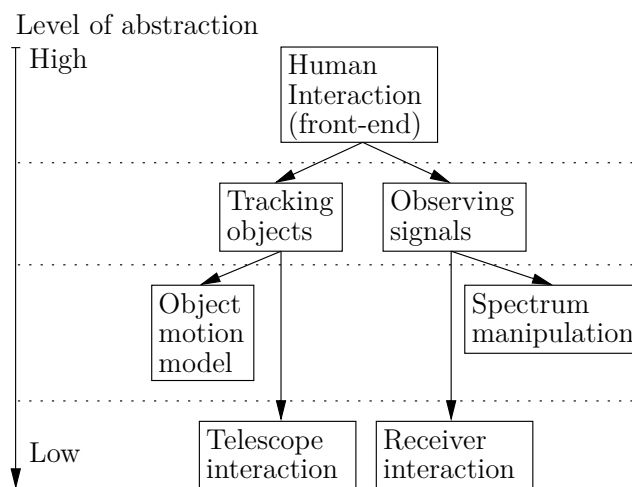 Level of abstraction
High
Human
Interaction
(front-end)
Tracking
objects
Observing
signals
Object
motion
model
Spectrum
manipulation
Low
Telescope
interaction
Receiver
interaction